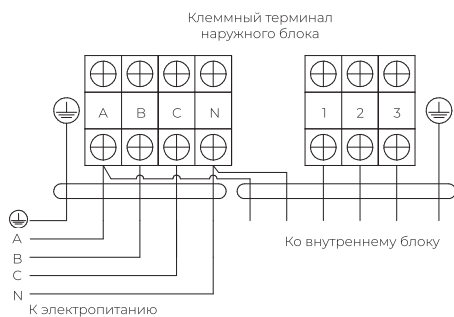 Клеммный терминал
наружного блока
A B C N
1 2 3
A
B
C
N
Ко внутреннему блоку
К электропитанию